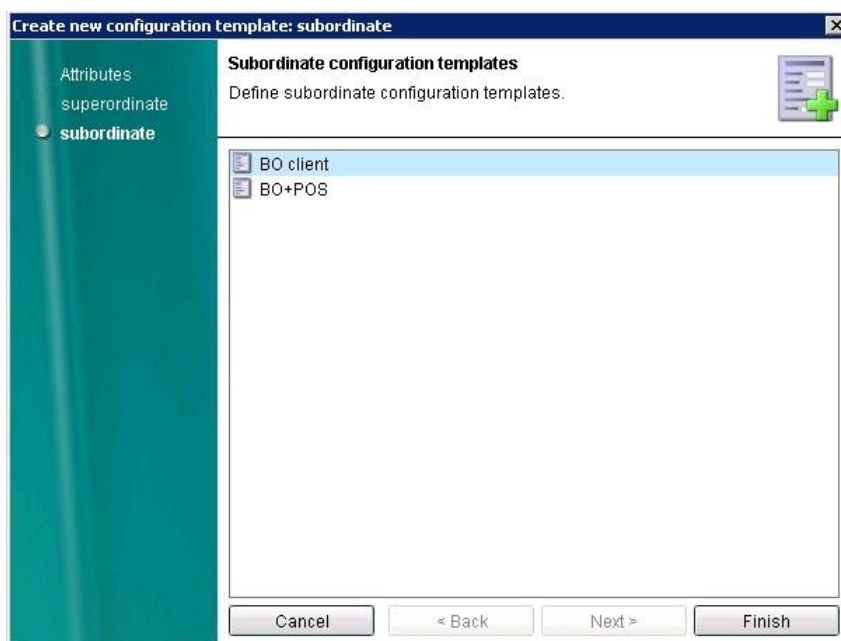 Create new configuration template: subordinate
Attributes
superordinate
subordinate
Subordinate configuration templates
Define subordinate configuration templates.
BO client
BO+POS
Cancel
< Back
Next >
Finish